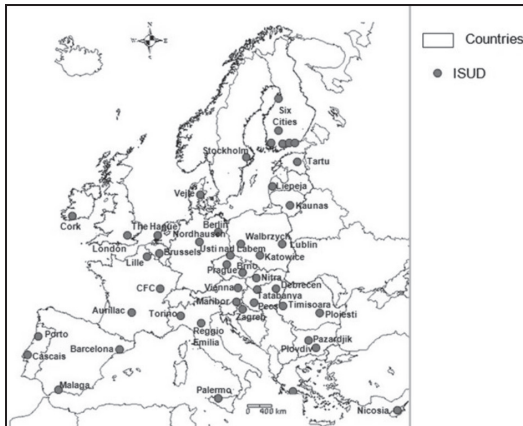 N
W
E
S
Countries
ISUD
Six
Cities
Stockholm
Tartu
Liepeja
Vejle
Kaunas
Cork
The Hague
Berlin
Nordhausen
Walbrzych
London
Usti nad Labem
Lublin
Lille
Brussels
Katowice
Prague
Brno
Nitra
CFC
Vienna
Debrecen
Tatabanya
Maribor
Pecs
Timisoara
Aurillac
Torino
Zagreb
Ploiesti
Reggio
Emilia
Porto
Pazardjik
Barcelona
Plovdiv
Cascais
Malaga
Palermo
0 400 km
Nicosia